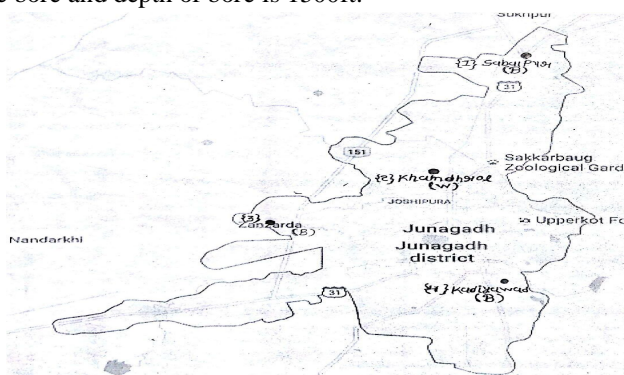 e bore and depth of bore is 1500ft.
Sukhpur
{1} Sabalpur
(B)
31
151
Sakkarbaug
Zoological Gard
{2} Khamdhrol
(W)
JOSHIPURA
{3}
Zanzarda
(B)
Upperkot Fo
Nandarkhi
Junagadh
Junagadh
district
{4} Kadiyawad
(B)
31